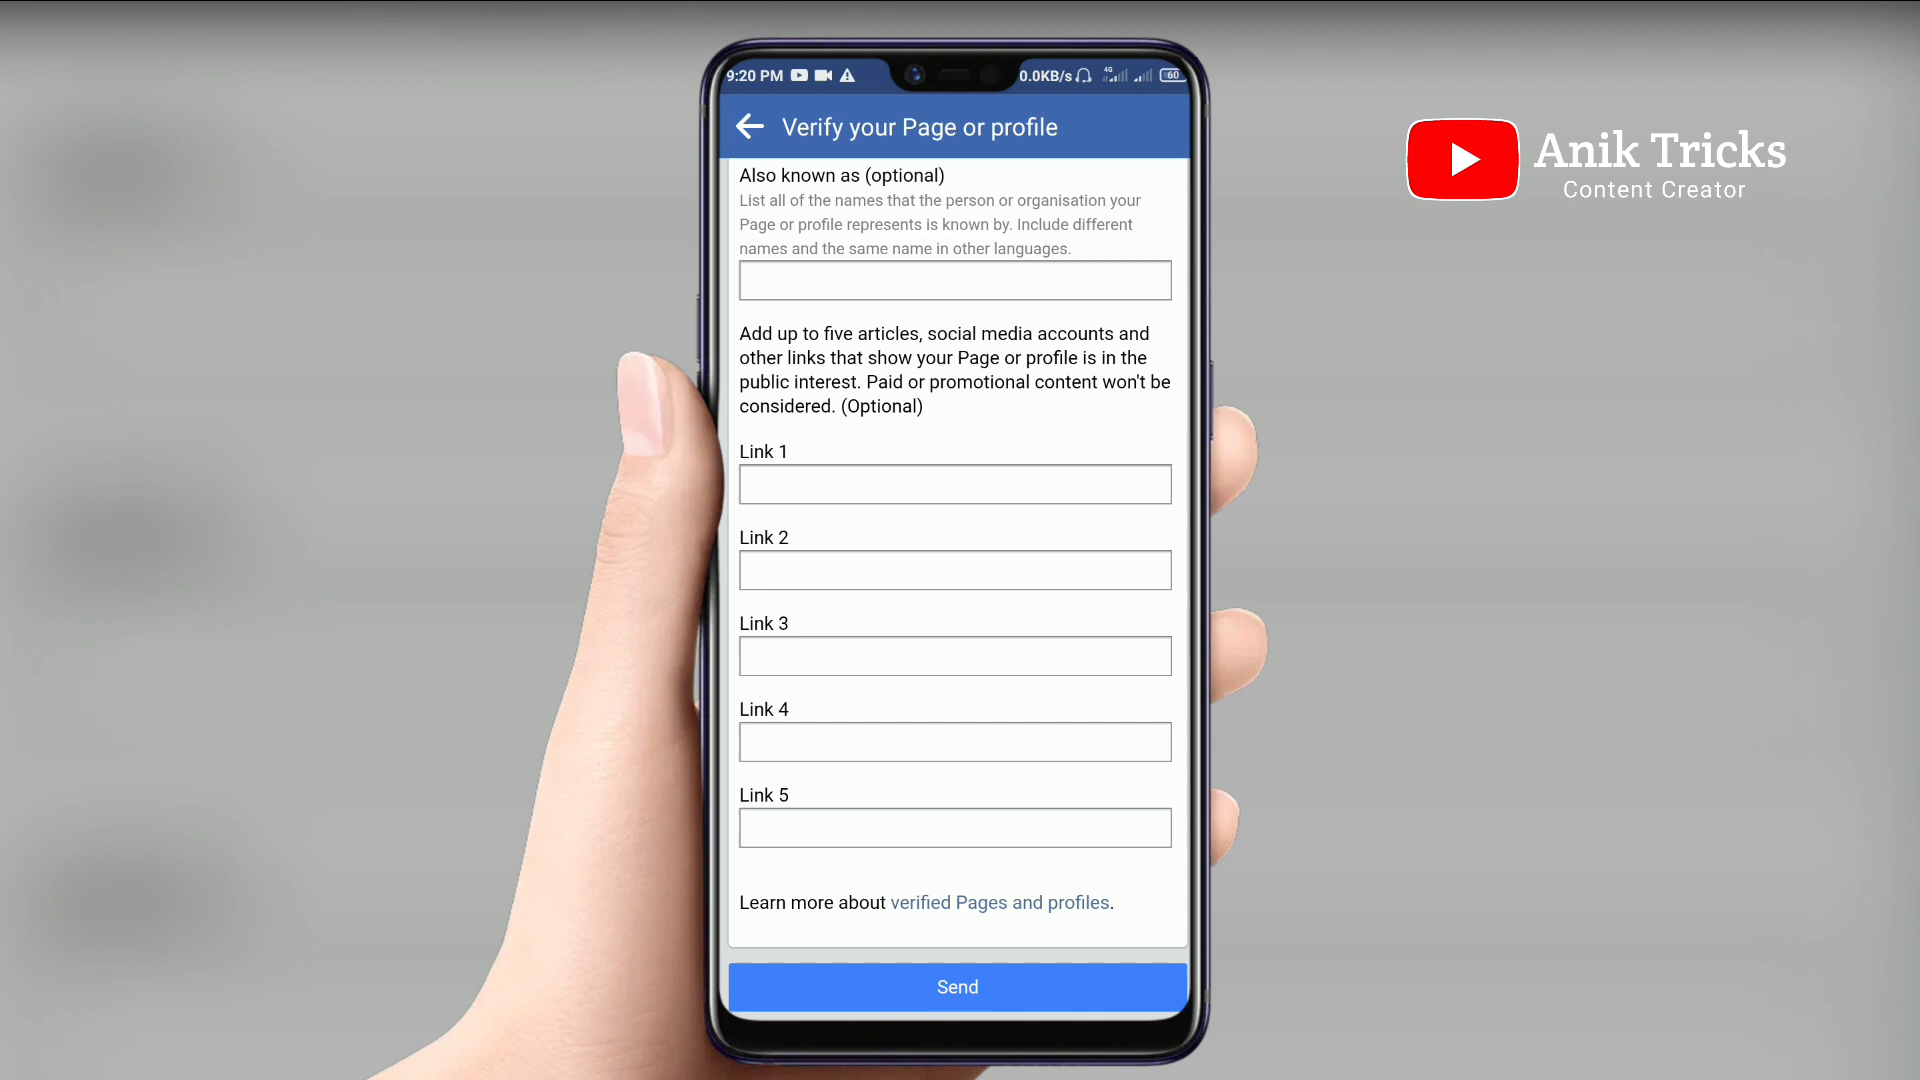 9:20 PM
0.0KB/s 4G 60
Verify your Page or profile
Anik Tricks
Content Creator
Also known as (optional)
List all of the names that the person or organisation your
Page or profile represents is known by. Include different
names and the same name in other languages.
Add up to five articles, social media accounts and
other links that show your Page or profile is in the
public interest. Paid or promotional content won't be
considered. (Optional)
Link 1
Link 2
Link 3
Link 4
Link 5
Learn more about verified Pages and profiles.
Send